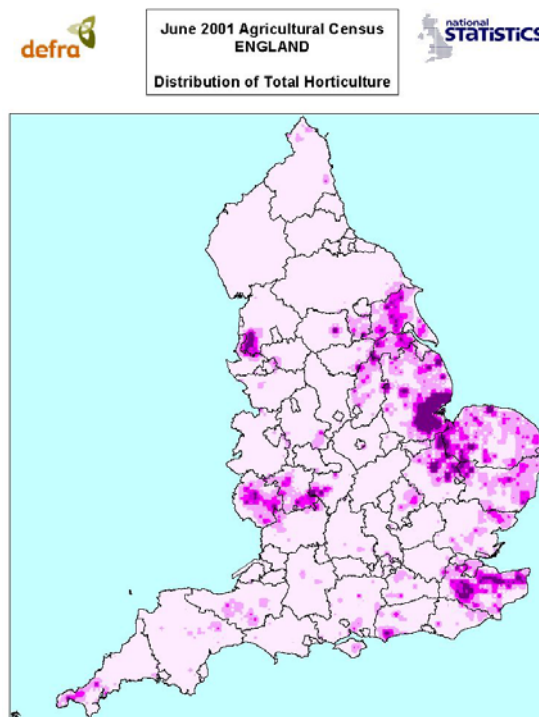 defra
June 2001 Agricultural Census
ENGLAND
Distribution of Total Horticulture
national
STATISTICS